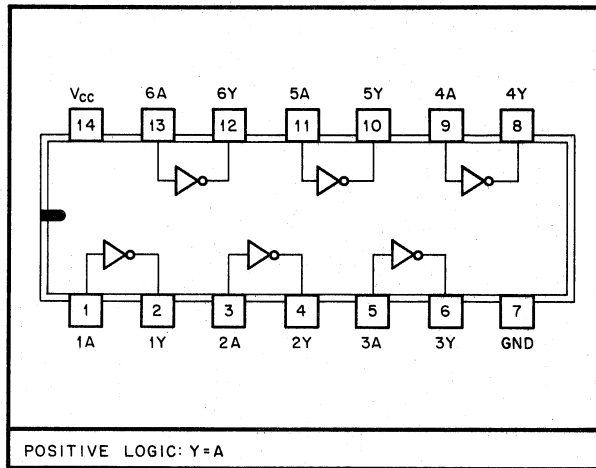 VCC 6A 6Y 5A 5Y 4A 4Y
14 13 12 11 10 9 8
1 2 3 4 5 6 7
1A 1Y 2A 2Y 3A 3Y GND
POSITIVE LOGIC: Y=A